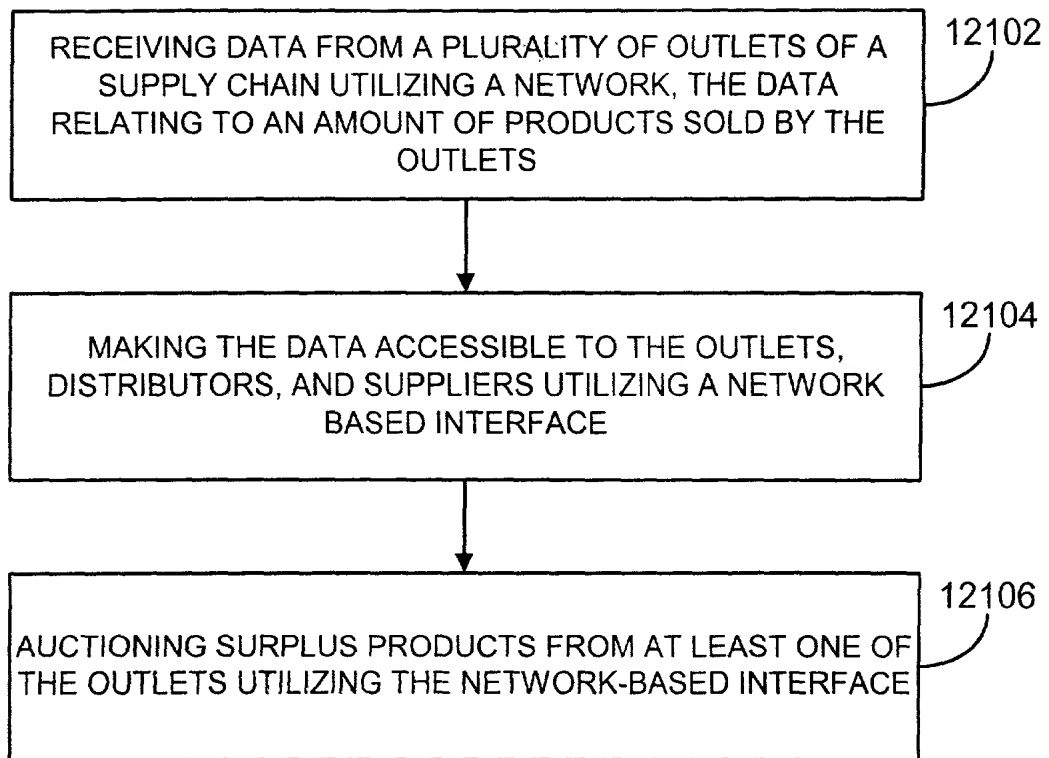 12102
RECEIVING DATA FROM A PLURALITY OF OUTLETS OF A
SUPPLY CHAIN UTILIZING A NETWORK, THE DATA
RELATING TO AN AMOUNT OF PRODUCTS SOLD BY THE
OUTLETS
12104
MAKING THE DATA ACCESSIBLE TO THE OUTLETS,
DISTRIBUTORS, AND SUPPLIERS UTILIZING A NETWORK
BASED INTERFACE
12106
AUCTIONING SURPLUS PRODUCTS FROM AT LEAST ONE OF
THE OUTLETS UTILIZING THE NETWORK-BASED INTERFACE